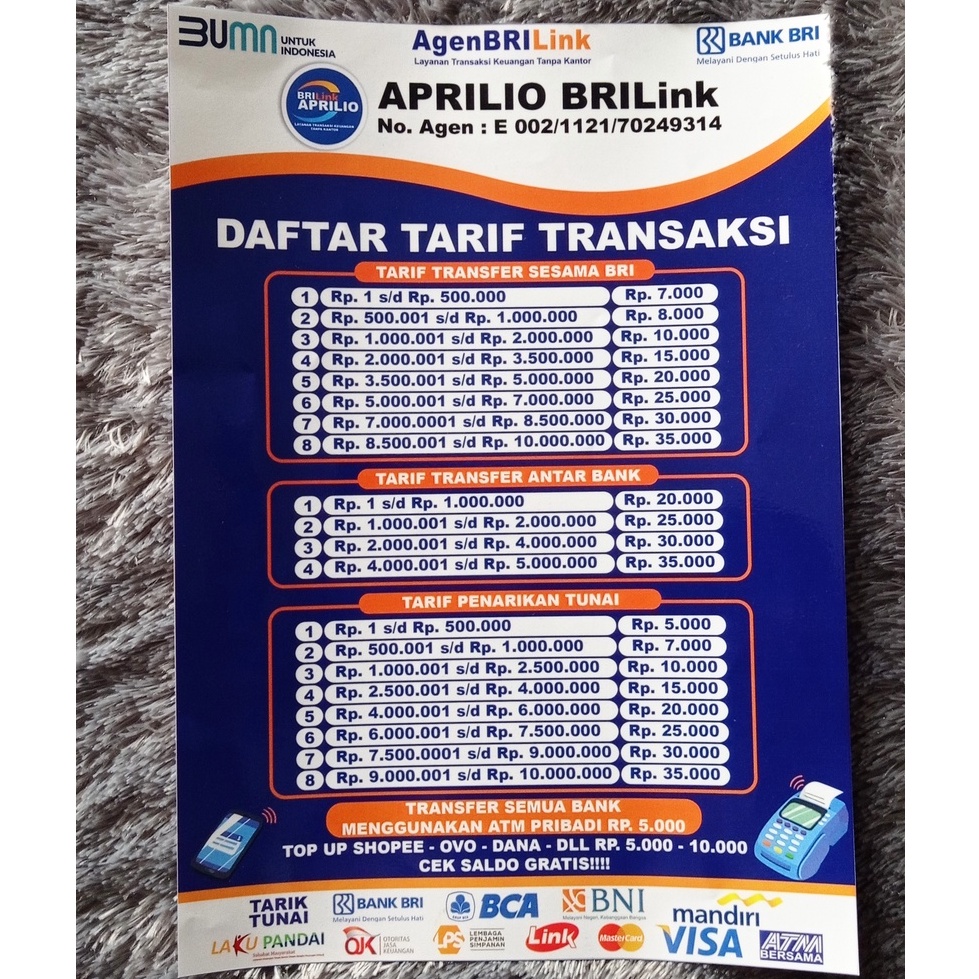 BUMN UNTUK INDONESIA
AgenBRILink
Layanan Transaksi Keuangan Tanpa Kantor
BANK BRI
Melayani Dengan Setulus Hati
BRILink
APRILIO
LAYANAN TRANSAKSI KEUANGAN
TANPA KANTOR
APRILIO BRILink
No. Agen : E 002/1121/70249314
DAFTAR TARIF TRANSAKSI
TARIF TRANSFER SESAMA BRI
1 Rp. 1 s/d Rp. 500.000 Rp. 7.000
2 Rp. 500.001 s/d Rp. 1.000.000 Rp. 8.000
3 Rp. 1.000.001 s/d Rp. 2.000.000 Rp. 10.000
4 Rp. 2.000.001 s/d Rp. 3.500.000 Rp. 15.000
5 Rp. 3.500.001 s/d Rp. 5.000.000 Rp. 20.000
6 Rp. 5.000.001 s/d Rp. 7.000.000 Rp. 25.000
7 Rp. 7.000.0001 s/d Rp. 8.500.000 Rp. 30.000
8 Rp. 8.500.001 s/d Rp. 10.000.000 Rp. 35.000
TARIF TRANSFER ANTAR BANK
1 Rp. 1 s/d Rp. 1.000.000 Rp. 20.000
2 Rp. 1.000.001 s/d Rp. 2.000.000 Rp. 25.000
3 Rp. 2.000.001 s/d Rp. 4.000.000 Rp. 30.000
4 Rp. 4.000.001 s/d Rp. 5.000.000 Rp. 35.000
TARIF PENARIKAN TUNAI
1 Rp. 1 s/d Rp. 500.000 Rp. 5.000
2 Rp. 500.001 s/d Rp. 1.000.000 Rp. 7.000
3 Rp. 1.000.001 s/d Rp. 2.500.000 Rp. 10.000
4 Rp. 2.500.001 s/d Rp. 4.000.000 Rp. 15.000
5 Rp. 4.000.001 s/d Rp. 6.000.000 Rp. 20.000
6 Rp. 6.000.001 s/d Rp. 7.500.000 Rp. 25.000
7 Rp. 7.500.0001 s/d Rp. 9.000.000 Rp. 30.000
8 Rp. 9.000.001 s/d Rp. 10.000.000 Rp. 35.000
TRANSFER SEMUA BANK
MENGGUNAKAN ATM PRIBADI RP. 5.000
TOP UP SHOPEE - OVO - DANA - DLL RP. 5.000 - 10.000
CEK SALDO GRATIS!!!!
TARIK TUNAI
BANK BRI
Melayani Dengan Setulus Hati
BCA
BNI
Melayani Negeri, Kebanggaan Bangsa
mandiri
LAKU PANDAI
OJK OTORITAS JASA KEUANGAN
LPS LEMBAGA PENJAMIN SIMPANAN
Link
MasterCard
VISA
ATM BERSAMA